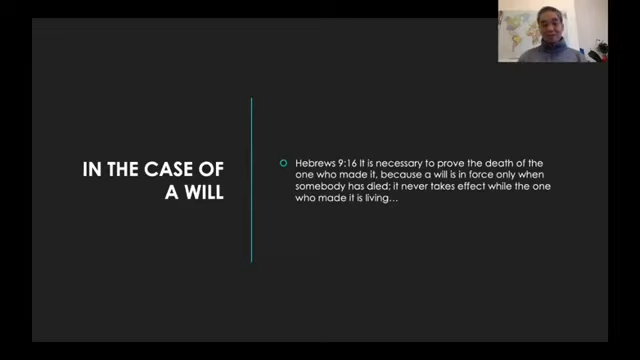 IN THE CASE OF
A WILL
Hebrews 9:16 It is necessary to prove the death of the
one who made it, because a will is in force only when
somebody has died; it never takes effect while the one
who made it is living…